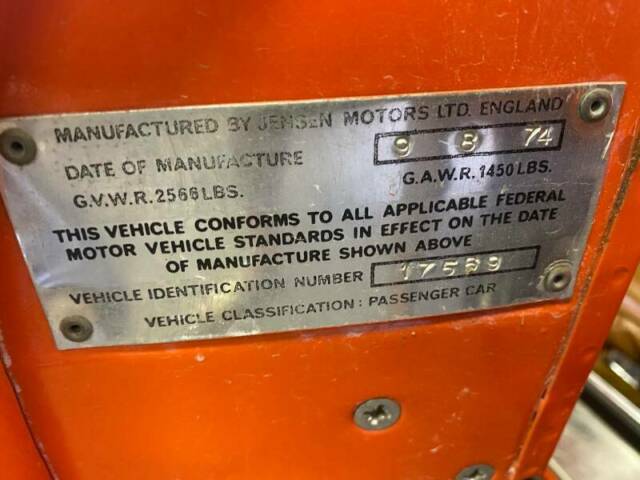 MANUFACTURED BY JENSEN MOTORS LTD. ENGLAND
DATE OF MANUFACTURE 9 8 74
G.V.W.R. 2566 LBS. G.A.W.R. 1450 LBS.
THIS VEHICLE CONFORMS TO ALL APPLICABLE FEDERAL
MOTOR VEHICLE STANDARDS IN EFFECT ON THE DATE
OF MANUFACTURE SHOWN ABOVE
VEHICLE IDENTIFICATION NUMBER 17589
VEHICLE CLASSIFICATION: PASSENGER CAR